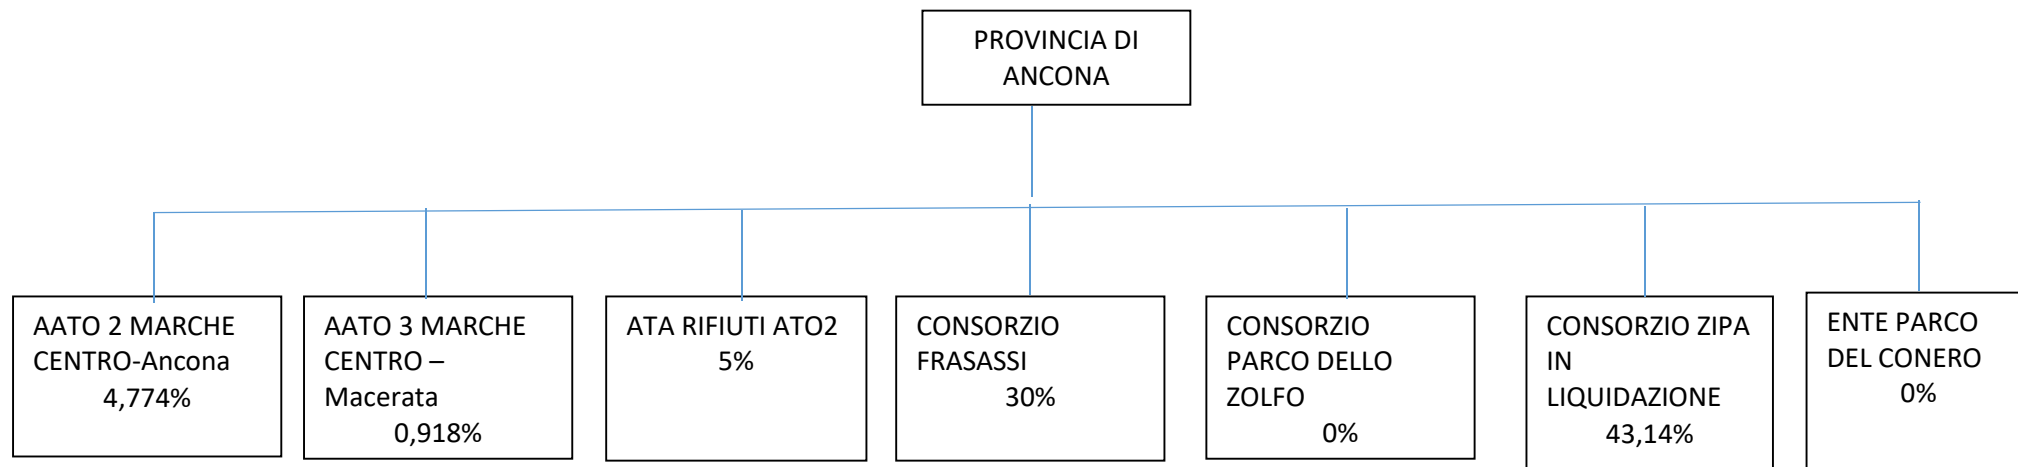 PROVINCIA DI
ANCONA
AATO 2 MARCHE
CENTRO-Ancona
4,774%
AATO 3 MARCHE
CENTRO –
Macerata
0,918%
ATA RIFIUTI ATO2
5%
CONSORZIO
FRASASSI
30%
CONSORZIO
PARCO DELLO
ZOLFO
0%
CONSORZIO ZIPA
IN
LIQUIDAZIONE
43,14%
ENTE PARCO
DEL CONERO
0%